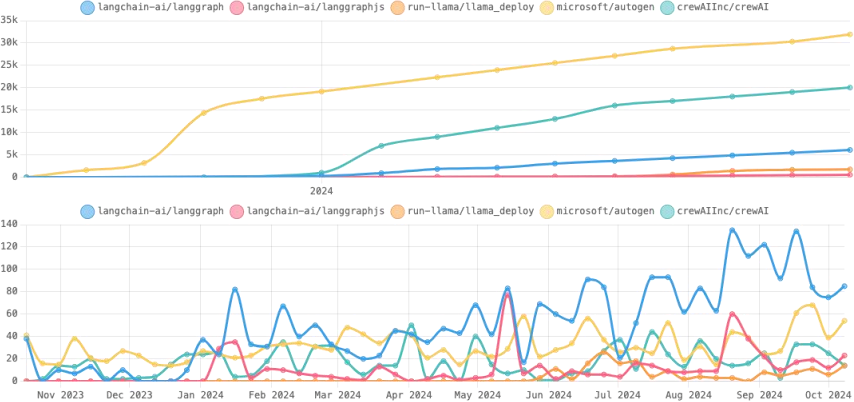 langchain-ai/langgraph langchain-ai/langgraphjs run-llama/llama_deploy microsoft/autogen crewAIInc/crewAI
35k
30k
25k
20k
15k
10k
5k
0
2024
langchain-ai/langgraph langchain-ai/langgraphjs run-llama/llama_deploy microsoft/autogen crewAIInc/crewAI
140
120
100
80
60
40
20
0
Nov 2023 Dec 2023 Jan 2024 Feb 2024 Mar 2024 Apr 2024 May 2024 Jun 2024 Jul 2024 Aug 2024 Sep 2024 Oct 2024